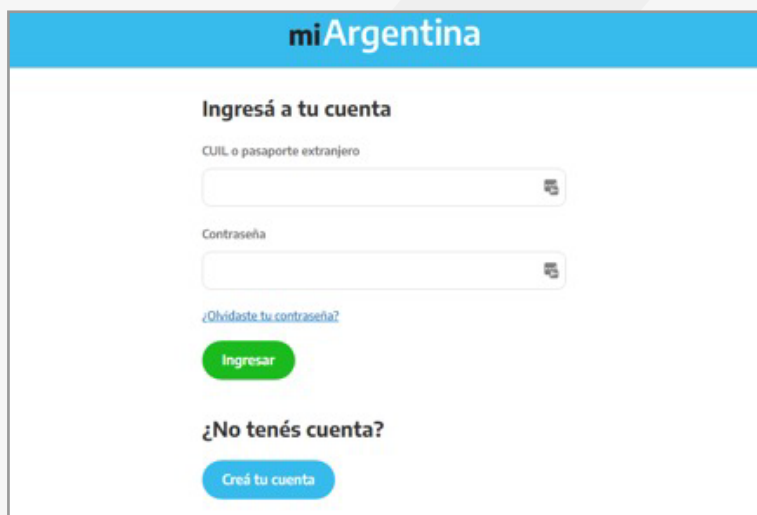 miArgentina
Ingresá a tu cuenta
CUIL o pasaporte extranjero
Contraseña
¿Olvidaste tu contraseña?
Ingresar
¿No tenés cuenta?
Creá tu cuenta